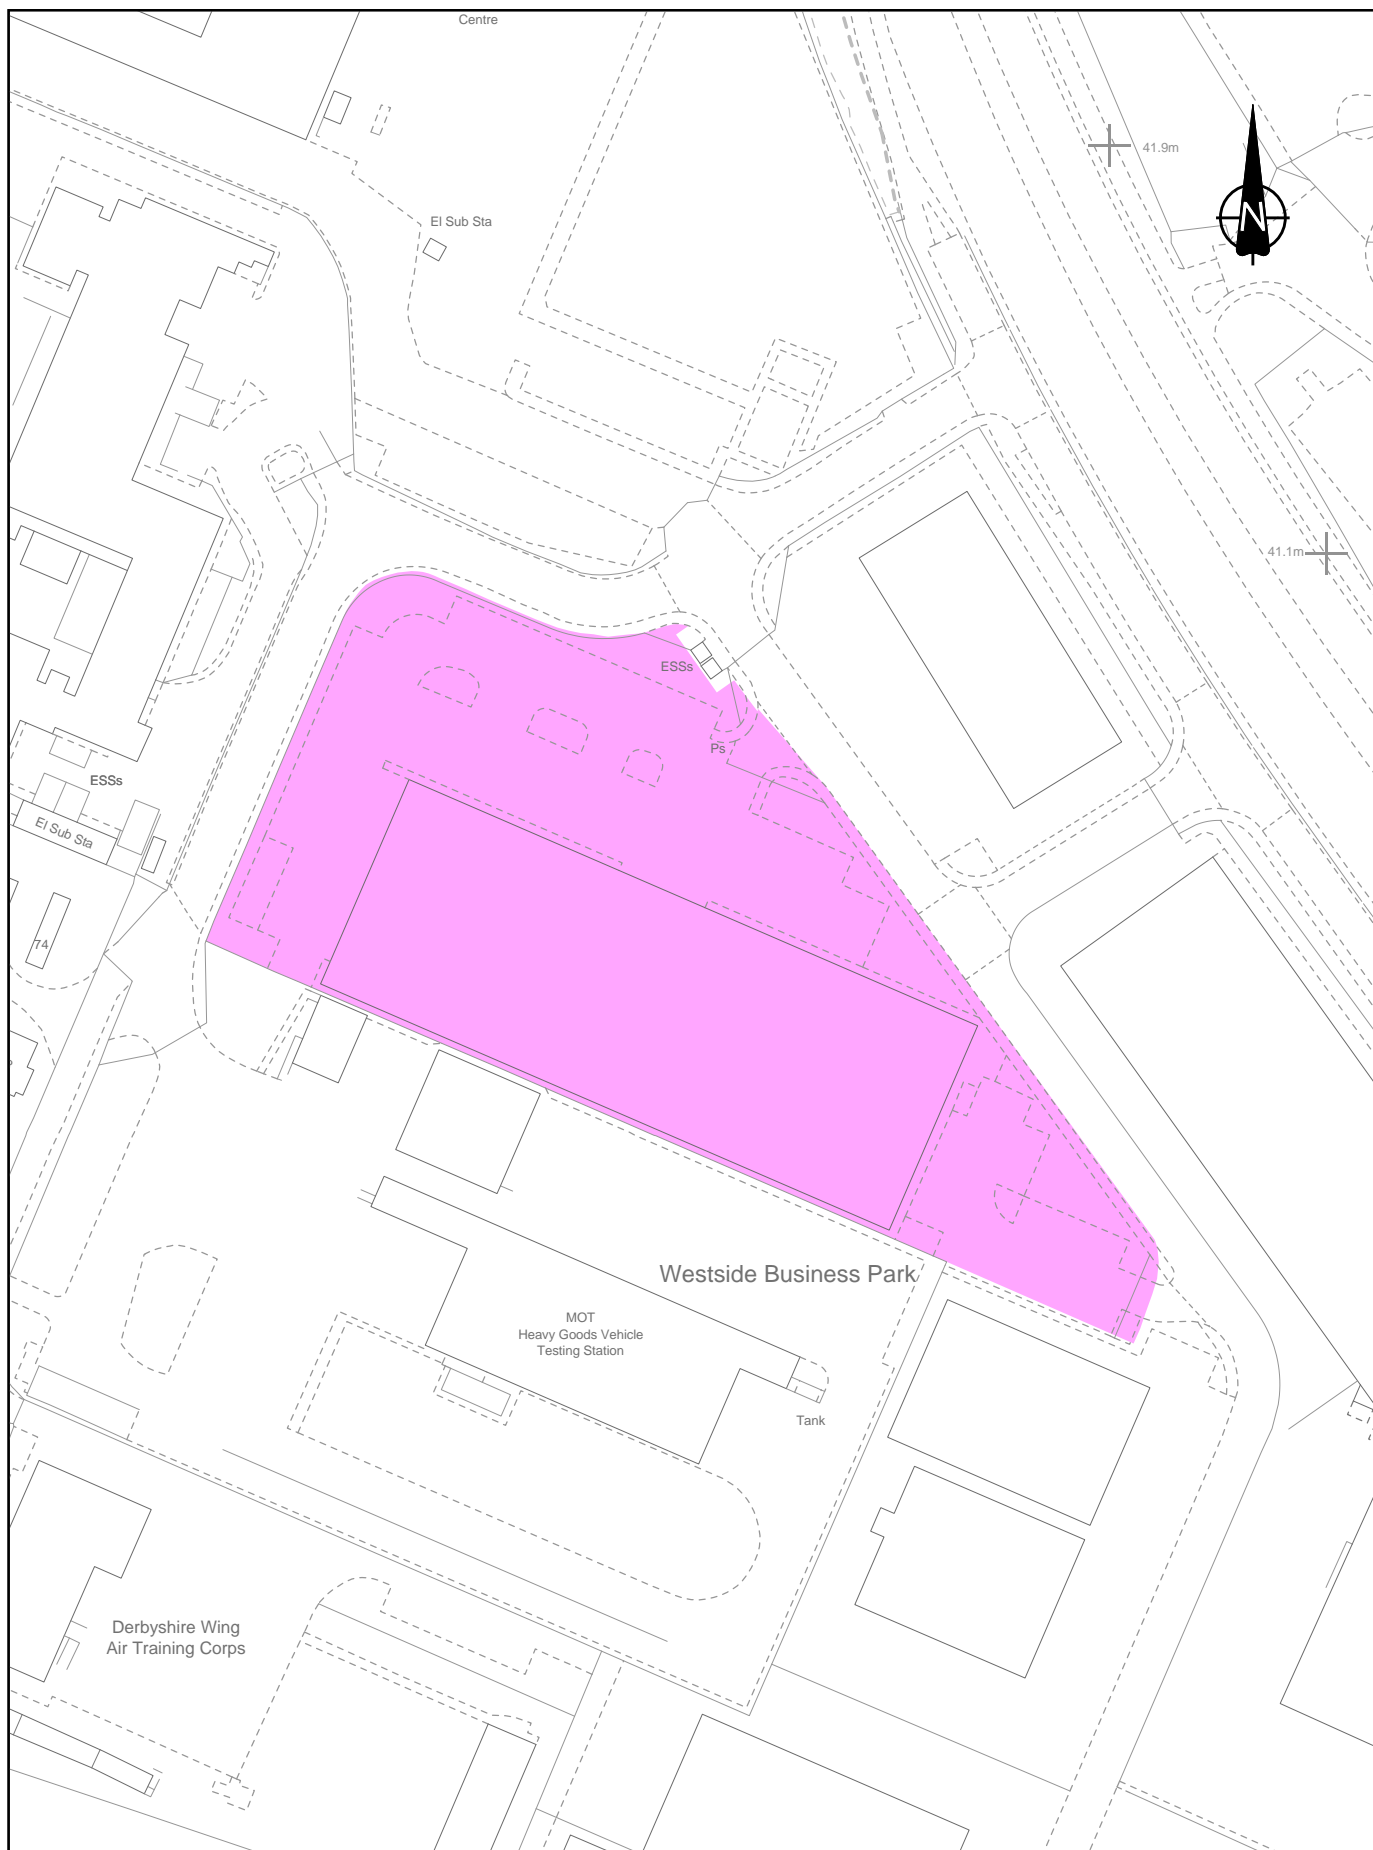 Centre
41.9m
N
El Sub Sta
41.1m
ESSs
Ps
ESSs
El Sub Sta
74
Westside Business Park
MOT
Heavy Goods Vehicle
Testing Station
Tank
Derbyshire Wing
Air Training Corps